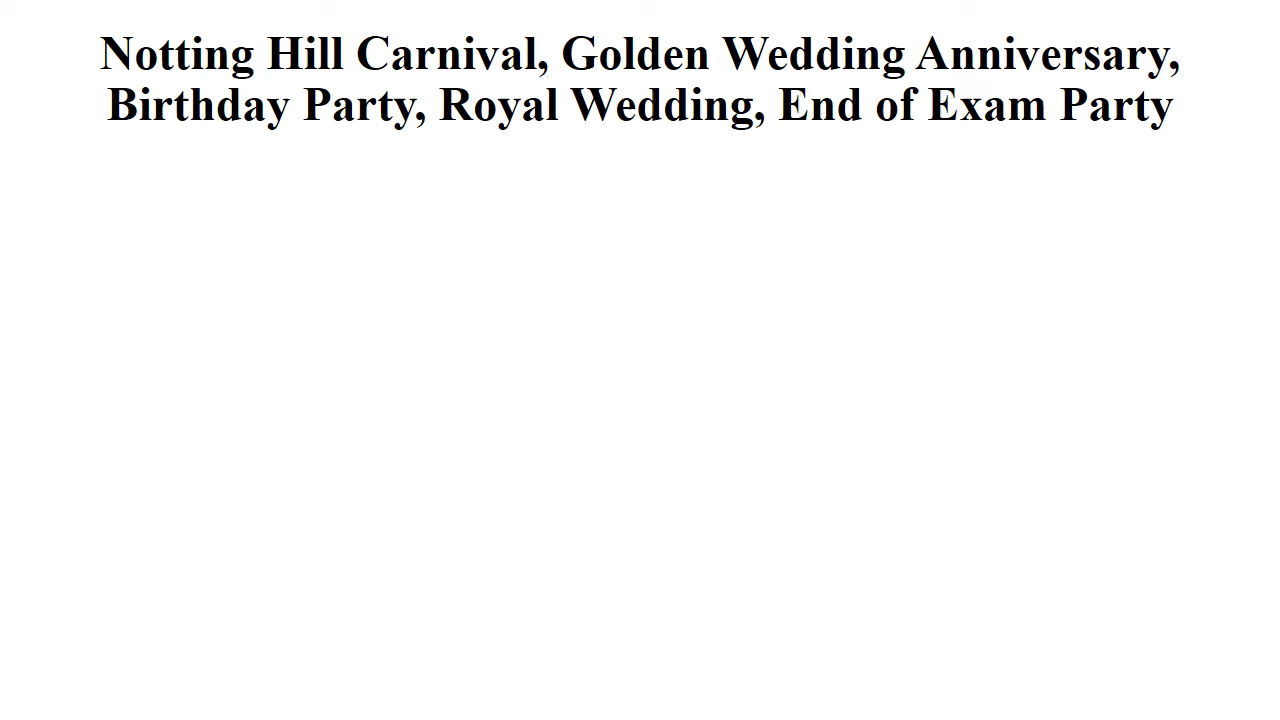 Notting Hill Carnival, Golden Wedding Anniversary,
Birthday Party, Royal Wedding, End of Exam Party